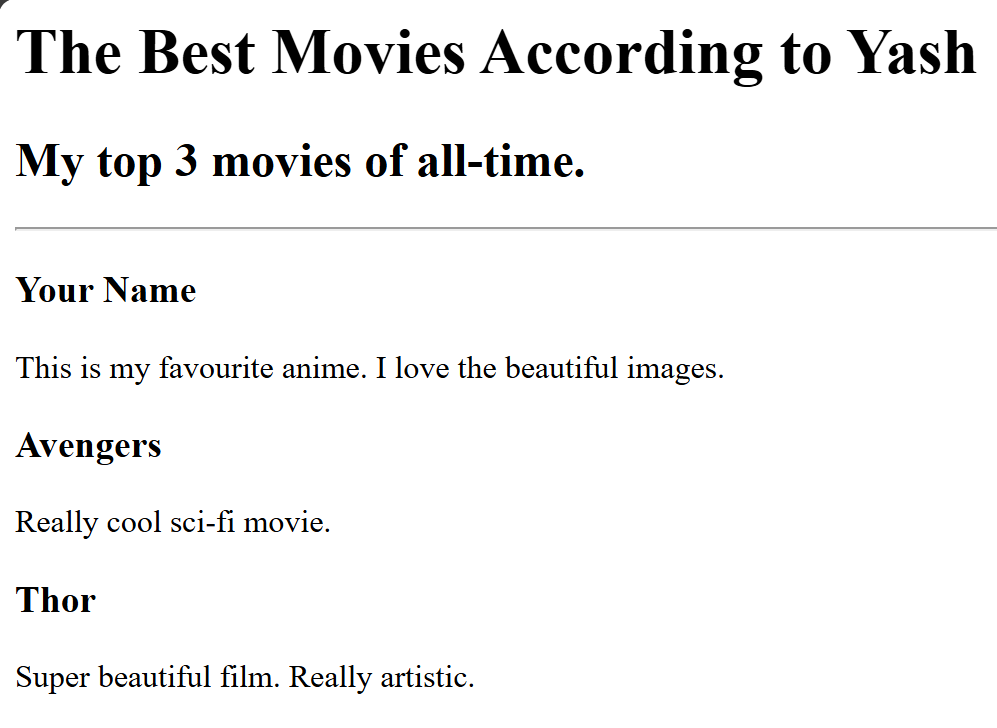 The Best Movies According to Yash
My top 3 movies of all-time.
Your Name
This is my favourite anime. I love the beautiful images.
Avengers
Really cool sci-fi movie.
Thor
Super beautiful film. Really artistic.